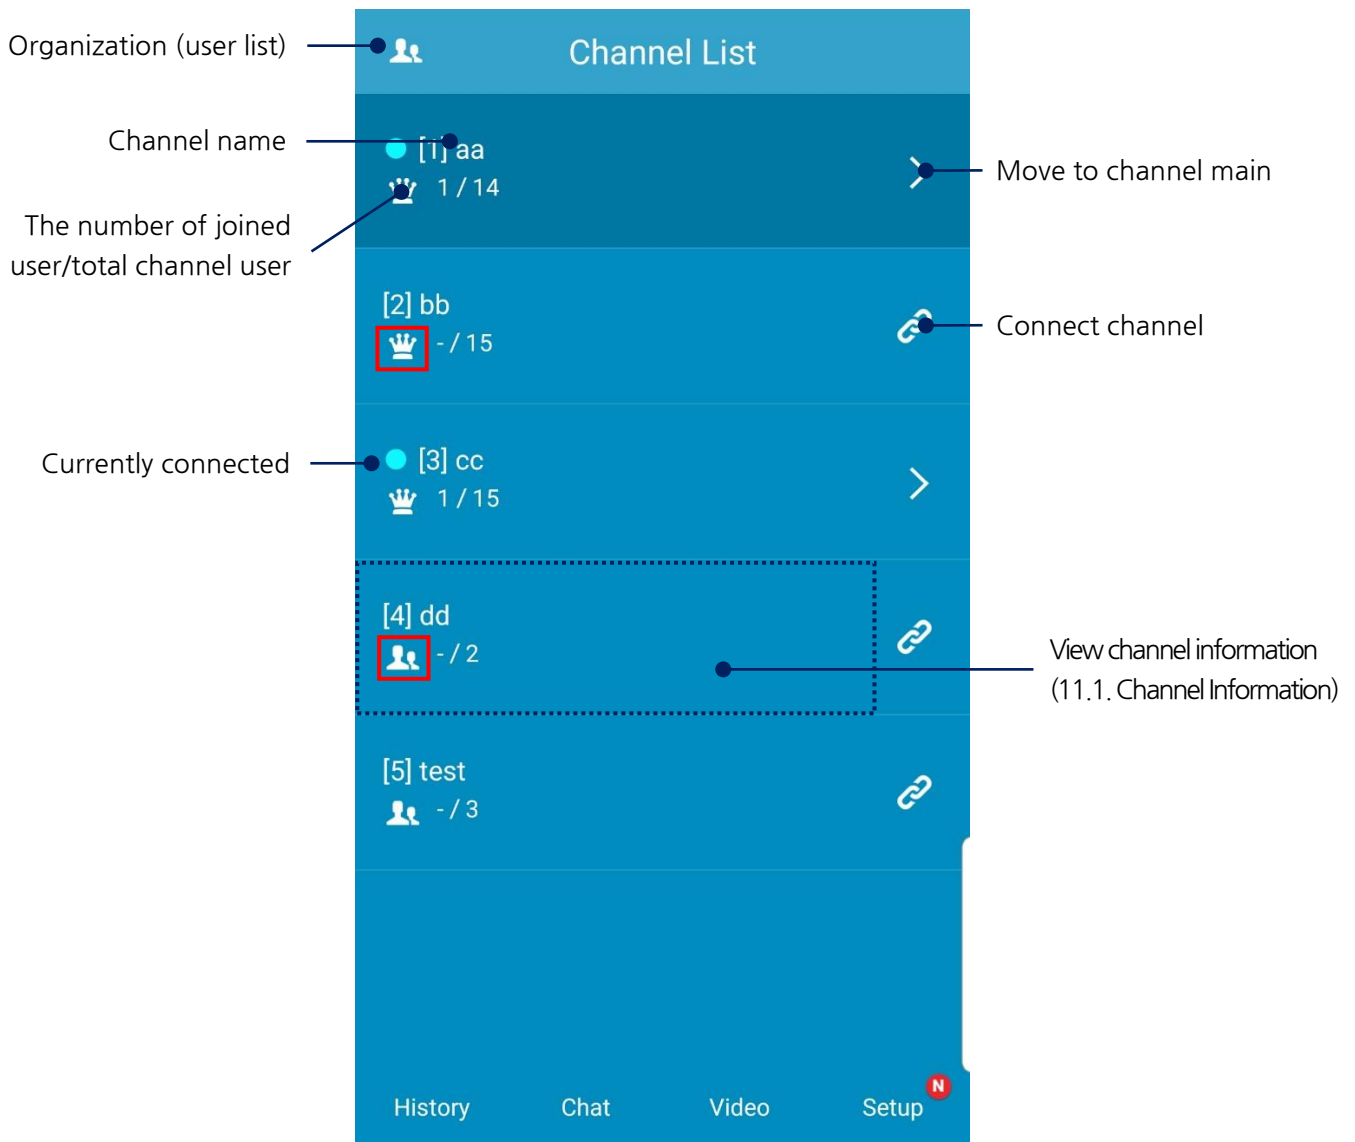 Organization (user list)
Channel List
Channel name
[1] aa
1 / 14
Move to channel main
The number of joined
user/total channel user
[2] bb
- / 15
Connect channel
Currently connected
[3] cc
1 / 15
[4] dd
- / 2
View channel information
(11.1. Channel Information)
[5] test
- / 3
N
History Chat Video Setup